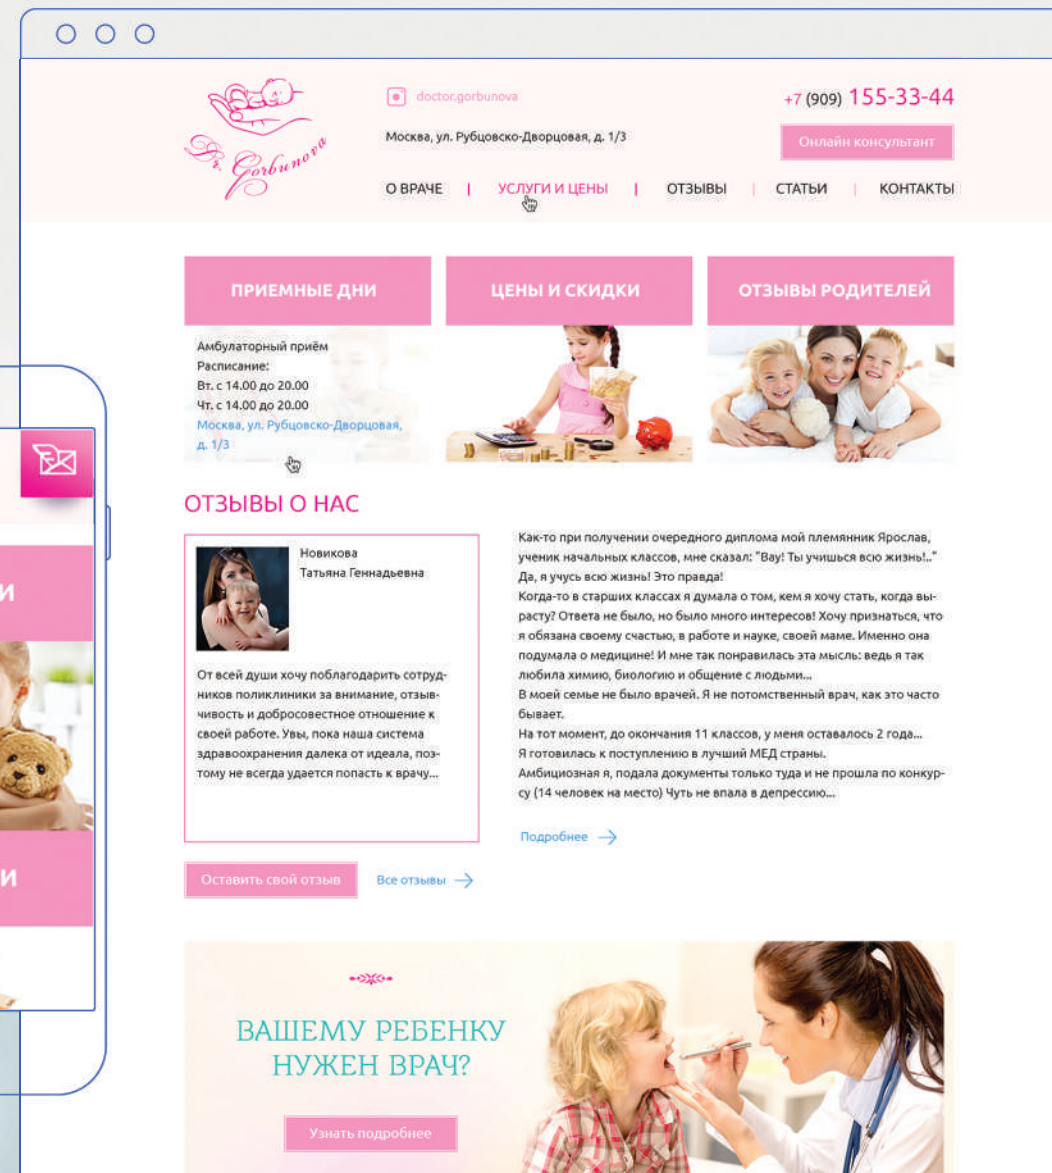 Dr. Gorbunova
doctor.gorbunova
+7 (909) 155-33-44
Москва, ул. Рубцовско-Дворцовая, д. 1/3
Онлайн консультант
О ВРАЧЕ | УСЛУГИ И ЦЕНЫ | ОТЗЫВЫ | СТАТЬИ | КОНТАКТЫ
ПРИЕМНЫЕ ДНИ
Амбулаторный приём
Расписание:
Вт. с 14.00 до 20.00
Чт. с 14.00 до 20.00
Москва, ул. Рубцовско-Дворцовая,
д. 1/3
ЦЕНЫ И СКИДКИ
ОТЗЫВЫ РОДИТЕЛЕЙ
И
И
ОТЗЫВЫ О НАС
Новикова
Татьяна Геннадьевна
От всей души хочу поблагодарить сотруд-
ников поликлиники за внимание, отзыв-
чивость и добросовестное отношение к
своей работе. Увы, пока наша система
здравоохранения далека от идеала, поэ-
тому не всегда удается попасть к врачу...
Оставить свой отзыв
Все отзывы
Как-то при получении очередного диплома мой племянник Ярослав,
ученик начальных классов, мне сказал: "Вау! Ты учишься всю жизнь!.."
Да, я учусь всю жизнь! Это правда!
Когда-то в старших классах я думала о том, кем я хочу стать, когда вы-
расту? Ответа не было, но было много интересов! Хочу признаться, что
я обязана своему счастью, в работе и науке, своей маме. Именно она
подумала о медицине! И мне так понравилась эта мысль: ведь я так
любила химию, биологию и общение с людьми...
В моей семье не было врачей. Я не потомственный врач, как это часто
бывает.
На тот момент, до окончания 11 классов, у меня оставалось 2 года...
Я готовилась к поступлению в лучший МЕД страны.
Амбициозная я, подала документы только туда и не прошла по конкур-
су (14 человек на место) Чуть не впала в депрессию...
Подробнее
ВАШЕМУ РЕБЕНКУ
НУЖЕН ВРАЧ?
Узнать подробнее